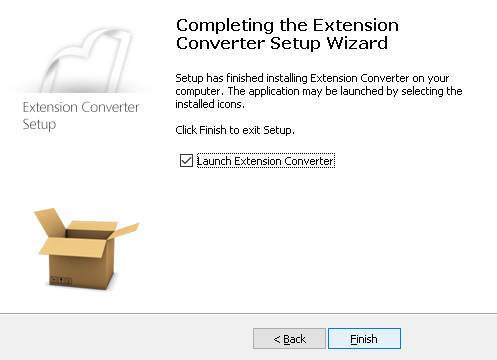 Completing the Extension
Converter Setup Wizard
Setup has finished installing Extension Converter on your
computer. The application may be launched by selecting the
installed icons.
Click Finish to exit Setup.
Launch Extension Converter
Extension Converter
Setup
< Back
Finish